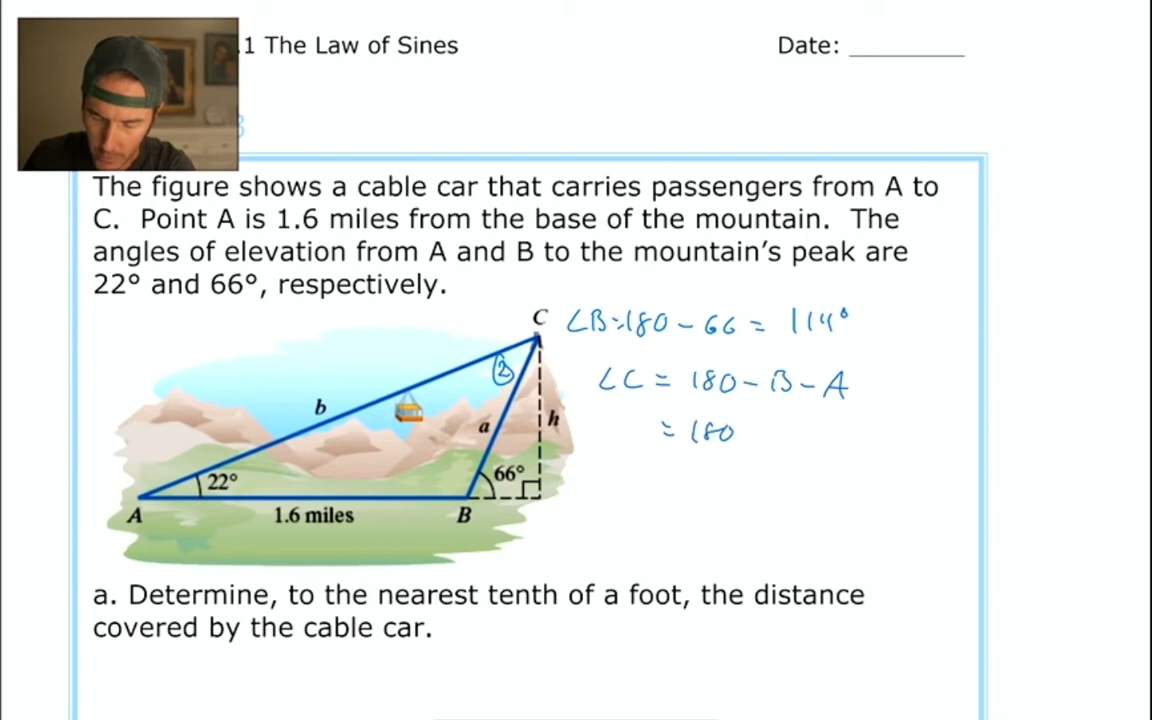 .1 The Law of Sines
Date: __________
The figure shows a cable car that carries passengers from A to
C. Point A is 1.6 miles from the base of the mountain. The
angles of elevation from A and B to the mountain’s peak are
22° and 66°, respectively.
C
∠B=180-66 = 114°
∠C = 180-B-A
= 180
2
b
a
h
22°
66°
A
1.6 miles
B
a. Determine, to the nearest tenth of a foot, the distance
covered by the cable car.